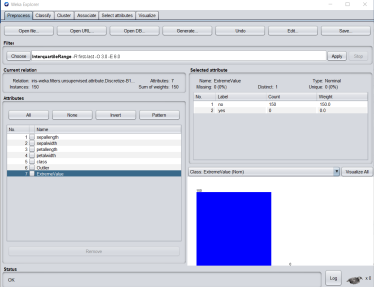 Weka Explorer
Preprocess Classify Cluster Associate Select attributes Visualize
Open file... Open URL... Open DB... Generate... Undo Edit... Save...
Filter
Choose InterquartileRange -R first-last -O 3.0 -E 6.0 Apply Stop
Current relation
Relation: iris-weka.filters.unsupervised.attribute.Discretize-B1... Attributes: 7
Instances: 150 Sum of weights: 150
Selected attribute
Name: ExtremeValue Type: Nominal
Missing: 0 (0%) Distinct: 1 Unique: 0 (0%)
No. Label Count Weight
1 no 150 150.0
2 yes 0 0.0
Attributes
All None Invert Pattern
No. Name
1 sepallength
2 sepalwidth
3 petallength
4 petalwidth
5 class
6 Outlier
7 ExtremeValue
Remove
Class: ExtremeValue (Nom) Visualize All
0
Status
OK
Log x 0